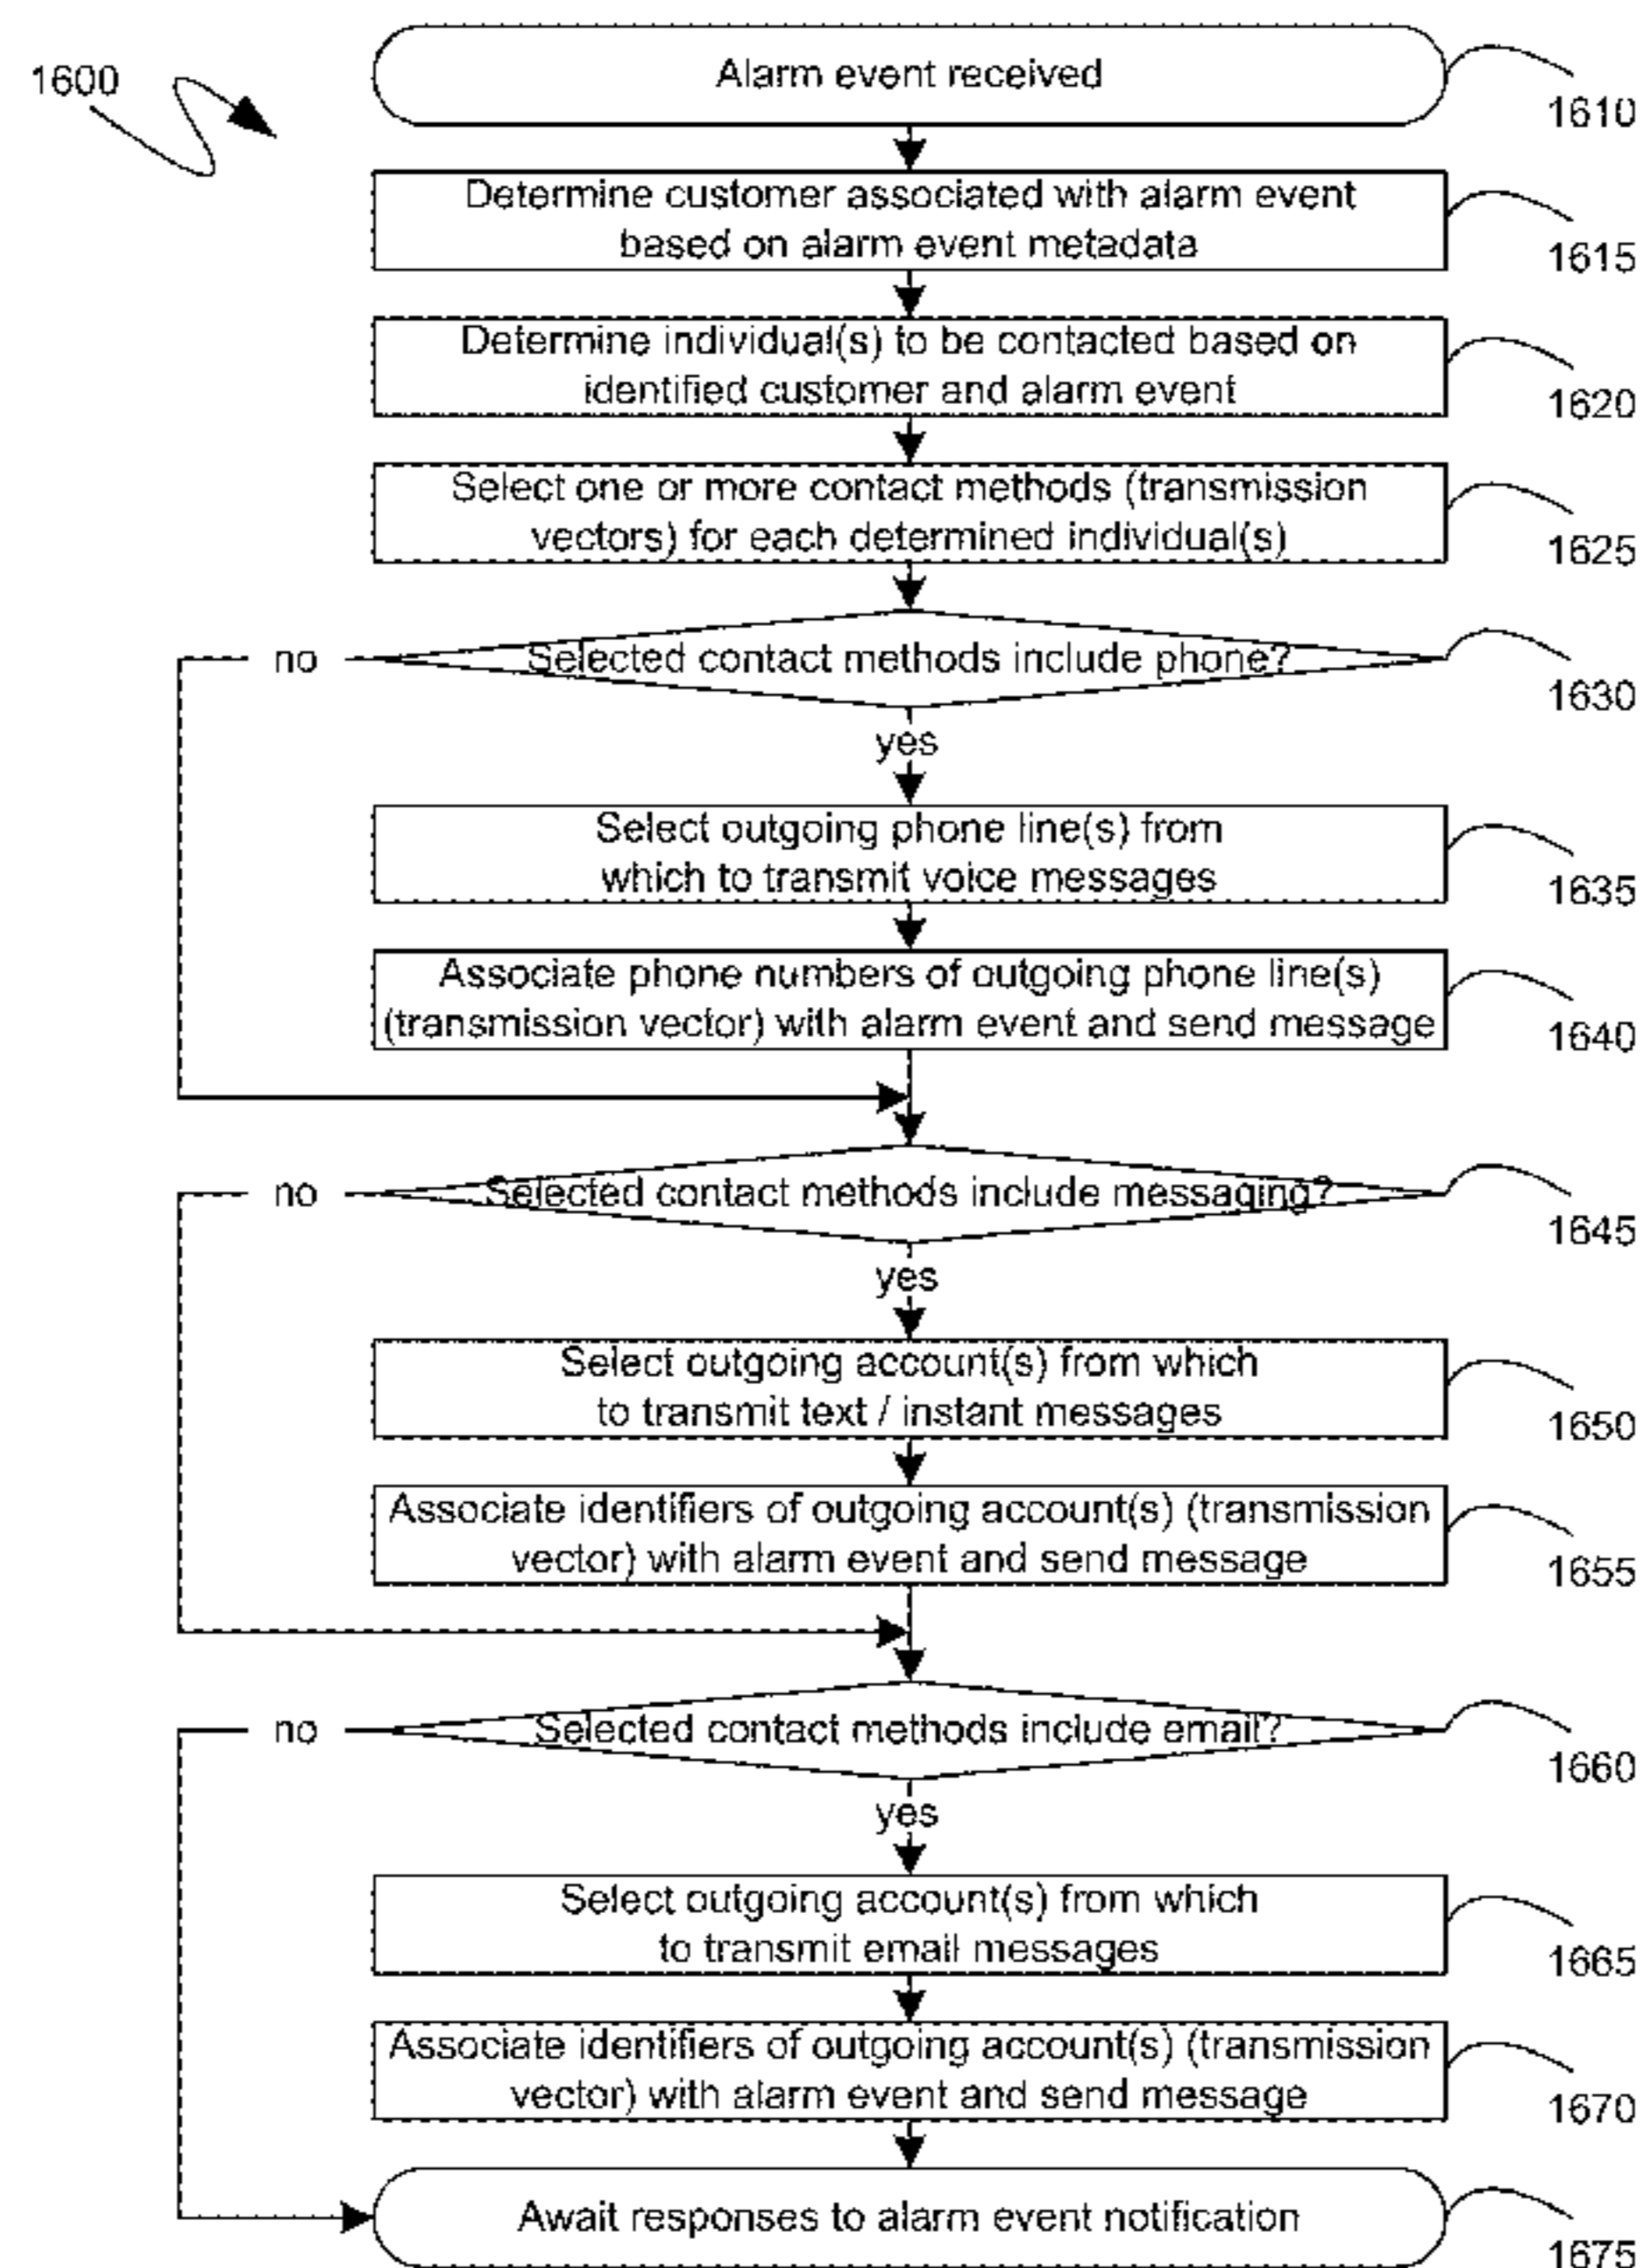 1600
Alarm event received
1610
Determine customer associated with alarm event
based on alarm event metadata
1615
Determine individual(s) to be contacted based on
identified customer and alarm event
1620
Select one or more contact methods (transmission
vectors) for each determined individual(s)
1625
no
Selected contact methods include phone?
1630
yes
Select outgoing phone line(s) from
which to transmit voice messages
1635
Associate phone numbers of outgoing phone line(s)
(transmission vector) with alarm event and send message
1640
no
Selected contact methods include messaging?
1645
yes
Select outgoing account(s) from which
to transmit text / instant messages
1650
Associate identifiers of outgoing account(s) (transmission
vector) with alarm event and send message
1655
no
Selected contact methods include email?
1660
yes
Select outgoing account(s) from which
to transmit email messages
1665
Associate identifiers of outgoing account(s) (transmission
vector) with alarm event and send message
1670
Await responses to alarm event notification
1675